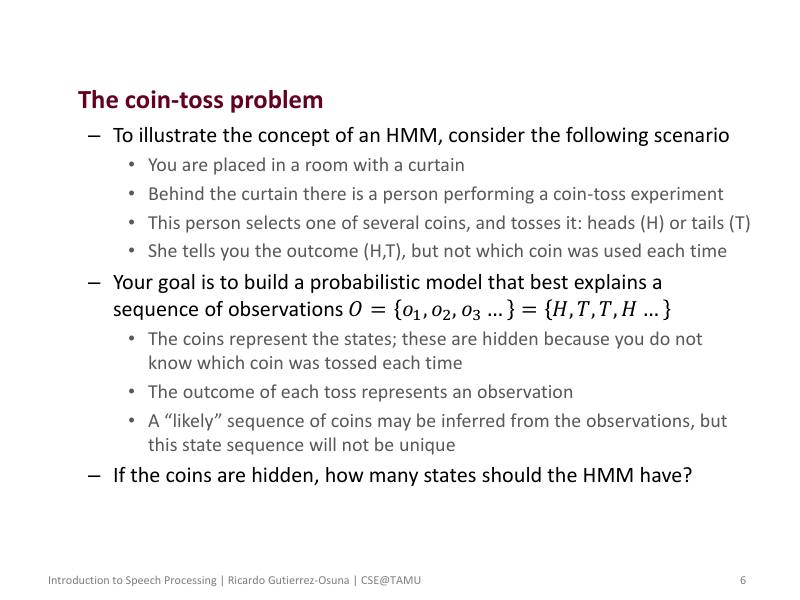 The coin-toss problem
– To illustrate the concept of an HMM, consider the following scenario
• You are placed in a room with a curtain
• Behind the curtain there is a person performing a coin-toss experiment
• This person selects one of several coins, and tosses it: heads (H) or tails (T)
• She tells you the outcome (H,T), but not which coin was used each time
– Your goal is to build a probabilistic model that best explains a
sequence of observations 𝑂 = {𝑜₁, 𝑜₂, 𝑜₃ …} = {𝐻, 𝑇, 𝑇, 𝐻 …}
• The coins represent the states; these are hidden because you do not
know which coin was tossed each time
• The outcome of each toss represents an observation
• A “likely” sequence of coins may be inferred from the observations, but
this state sequence will not be unique
– If the coins are hidden, how many states should the HMM have?
Introduction to Speech Processing | Ricardo Gutierrez-Osuna | CSE@TAMU 6